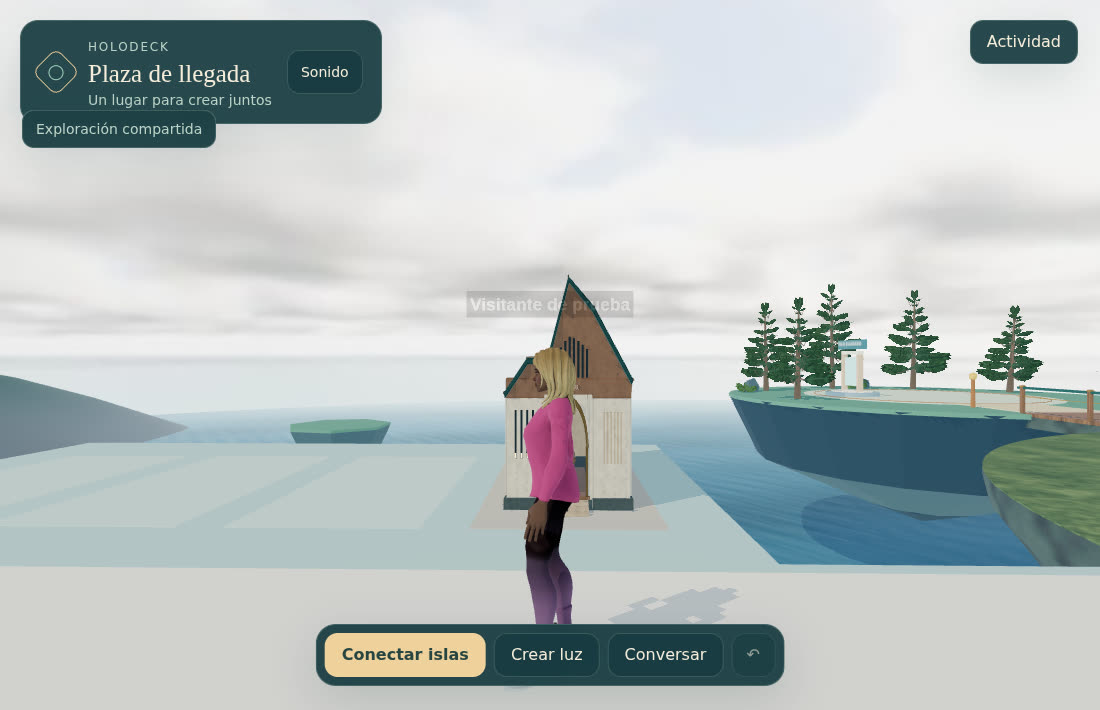 HOLODECK
Plaza de llegada
Un lugar para crear juntos
Sonido
Exploración compartida
Actividad
Visitante de prueba
Conectar islas
Crear luz
Conversar
↶